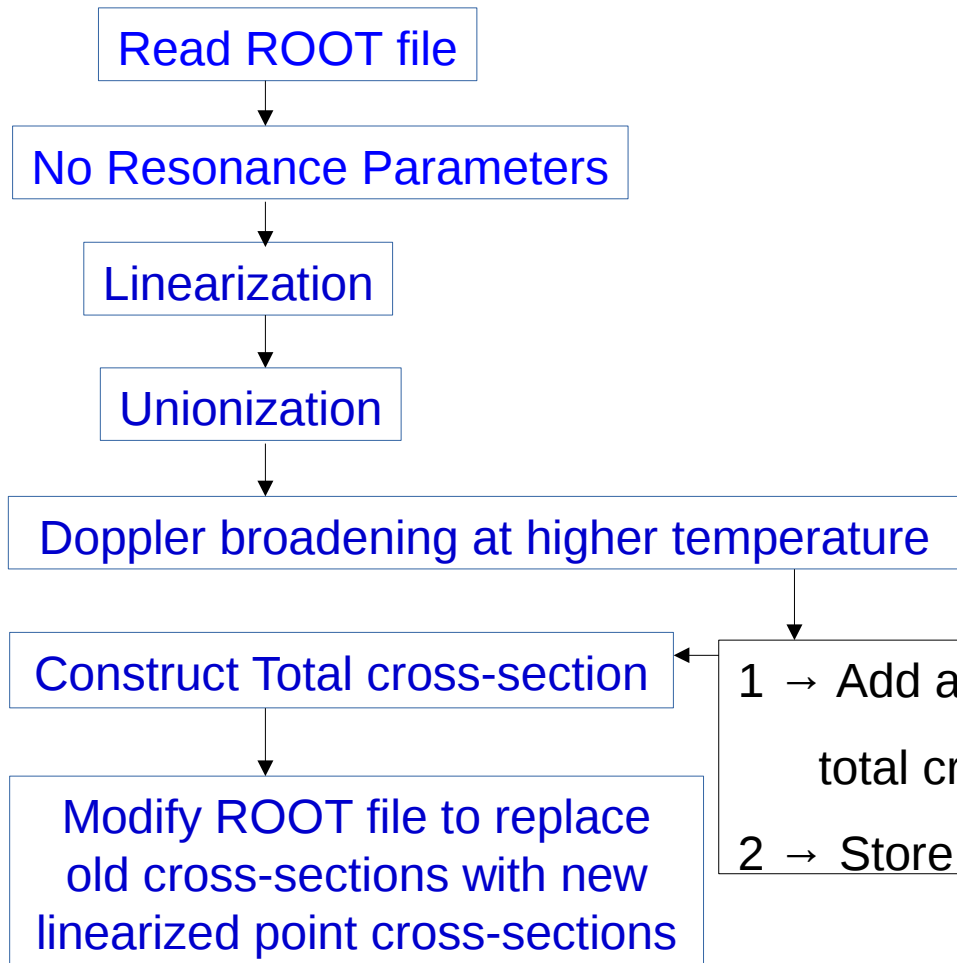 Read ROOT file
No Resonance Parameters
Linearization
Unionization
Doppler broadening at higher temperature
Construct Total cross-section
1 → Add
total
2 → Store
Modify ROOT file to replace
old cross-sections with new
linearized point cross-sections